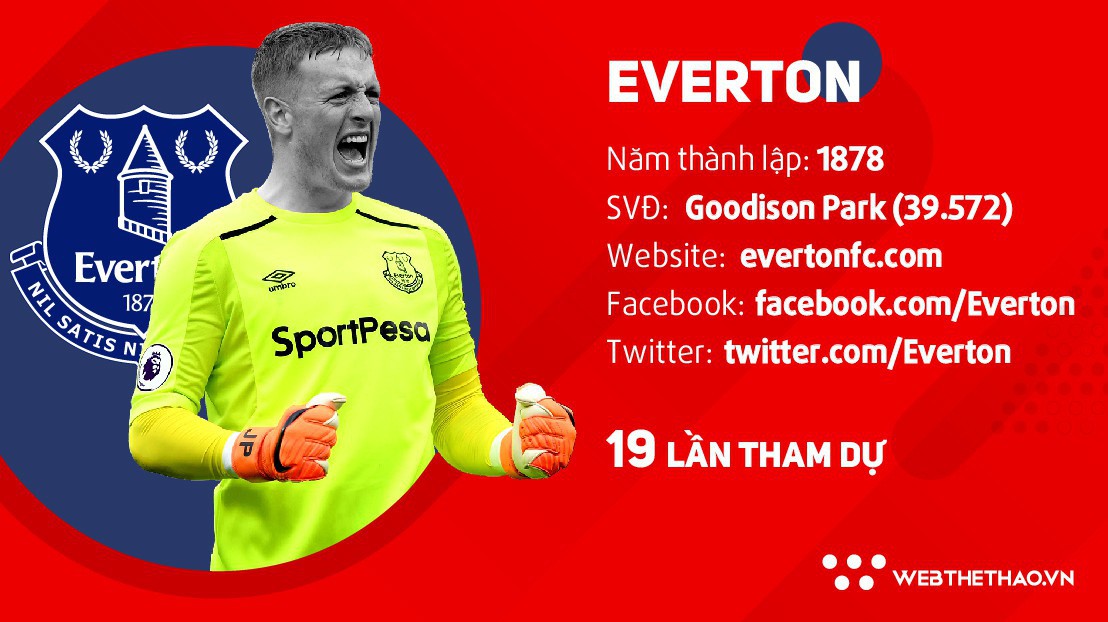 EVERTON
Năm thành lập: 1878
SVĐ: Goodison Park (39.572)
Website: evertonfc.com
Facebook: facebook.com/Everton
Twitter: twitter.com/Everton
19 LẦN THAM DỰ
WEBTHETHAO.VN
umbro
Everton
SportPesa
JP
NIL SATIS